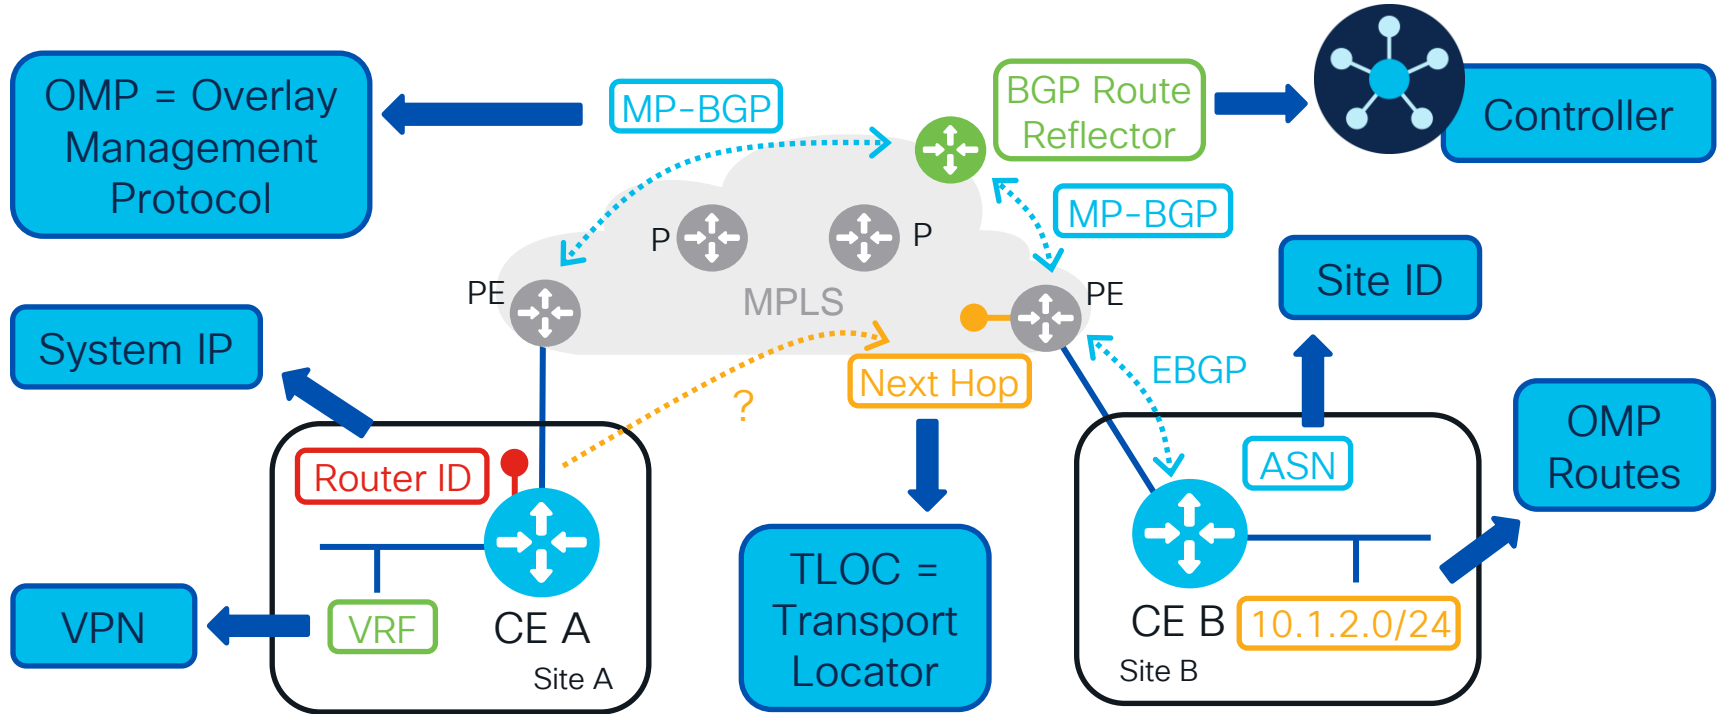 OMP = Overlay
Management
Protocol
MP-BGP
BGP Route
Reflector
Controller
MP-BGP
P
P
PE
MPLS
PE
Site ID
System IP
Next Hop
EBGP
?
OMP
Routes
Router ID
ASN
TLOC =
Transport
Locator
VPN
VRF
CE A
Site A
CE B
10.1.2.0/24
Site B